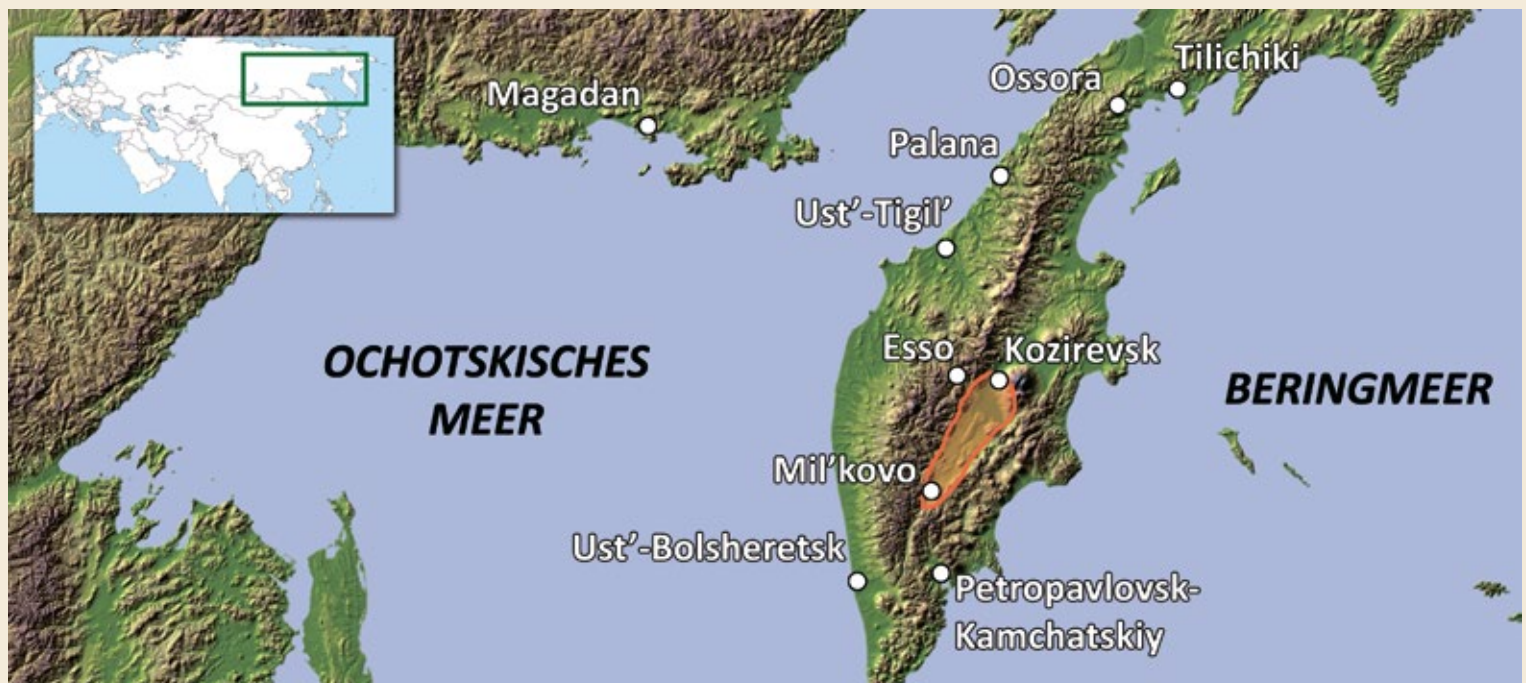 Tilichiki
Ossora
Magadan
Palana
Ust’-Tigil’
Esso
Kozirevsk
OCHOTSKISCHES
MEER
BERINGMEER
Mil’kovo
Ust’-Bolsheretsk
Petropavlovsk-
Kamchatskiy